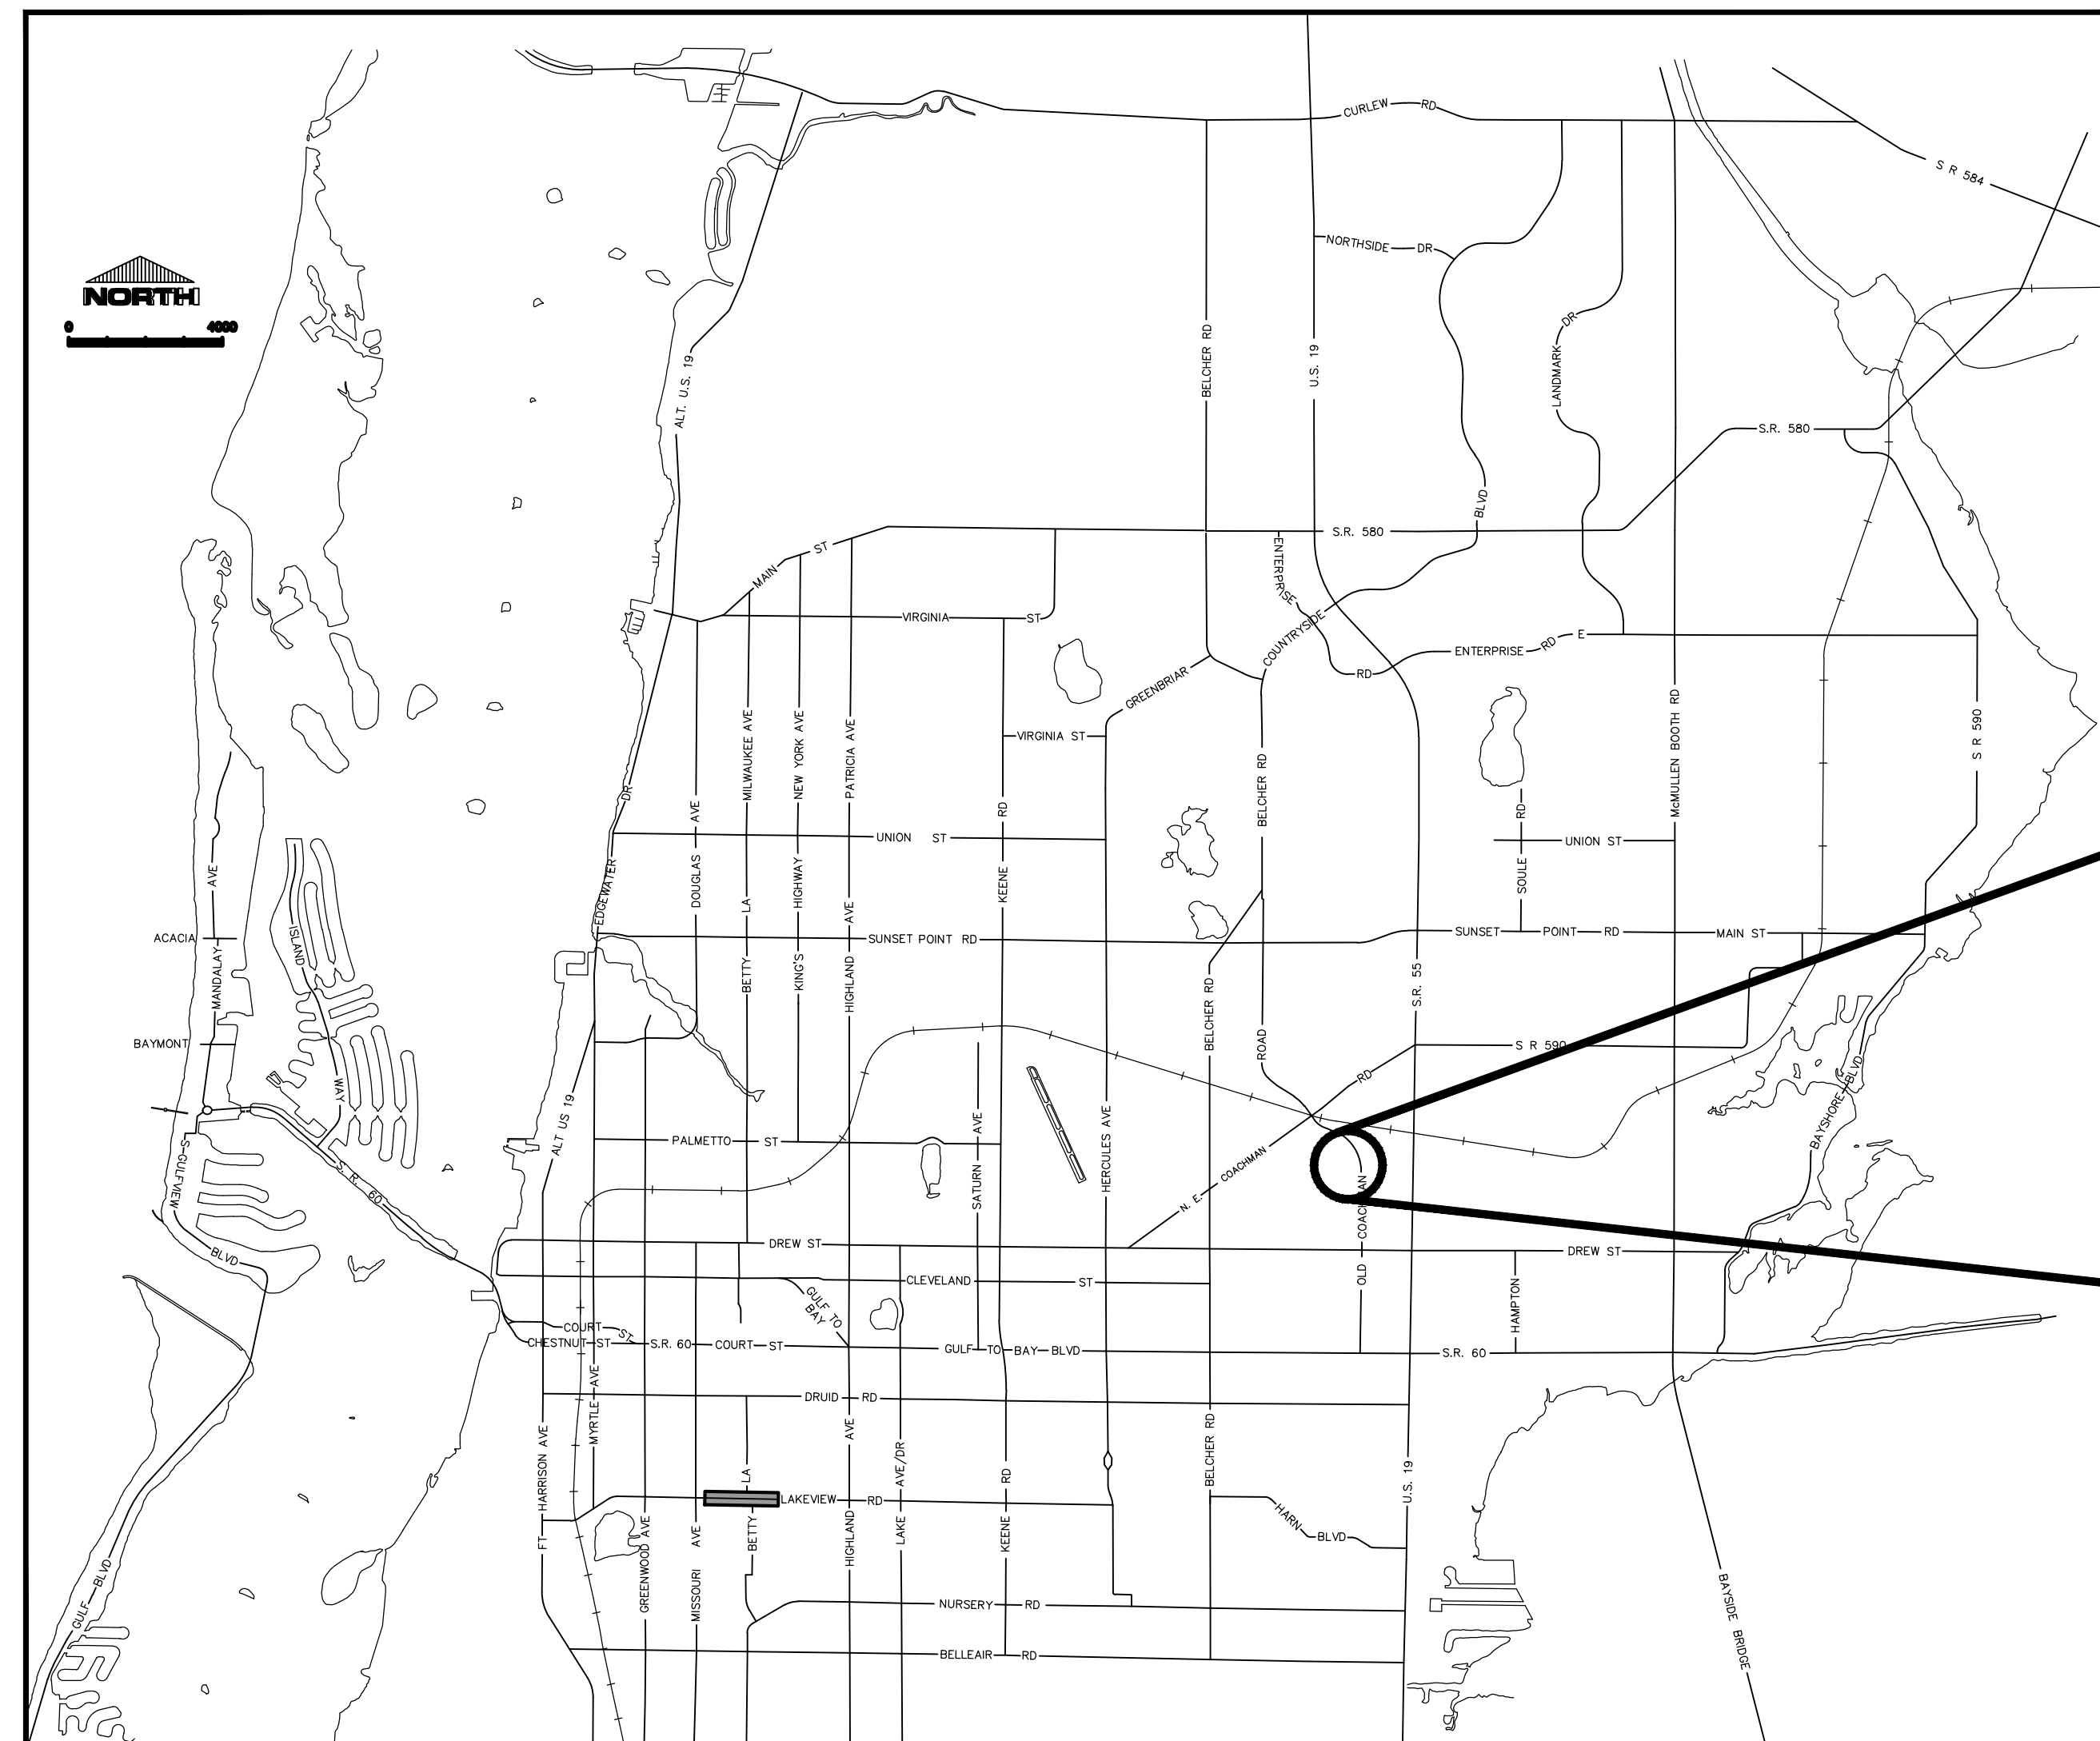 CURLEW RD
S R 584
NORTHSIDE DR
NORTH
0 4000
BELCHER RD
U.S. 19
LANDMARK DR
ALT. U.S. 19
S.R. 580
BLVD
S.R. 580
MAIN ST
ENTERPRISE
VIRGINIA ST
COUNTRYSIDE
ENTERPRISE RD E
RD
GREENBRIAR
VIRGINIA ST
MILWAUKEE AVE
NEW YORK AVE
PATRICIA AVE
McMULLEN BOOTH RD
S R 590
BELCHER RD
DR
AVE
RD
RD
UNION ST
UNION ST
AVE
DOUGLAS
HIGHWAY
KEENE
SOULE
EDGEWATER
BETTY LA
HIGHLAND AVE
ACACIA
ISLAND
SUNSET POINT RD
SUNSET POINT RD
MAIN ST
MANDALAY
KING'S
S.R. 55
BELCHER RD
ROAD
BAYMONT
S R 590
WAY
RD
BLVD
ALT US 19
PALMETTO ST
SATURN AVE
HERCULES AVE
BAYSHORE
S GULFVIEW
S. R. 60
N. E. COACHMAN
OLD COACHMAN
BLVD
DREW ST
DREW ST
CLEVELAND ST
GULF TO
BAY
HAMPTON
COURT ST
CHESTNUT ST
S.R. 60
COURT ST
GULF TO BAY BLVD
S.R. 60
MYRTLE AVE
DRUID RD
FT HARRISON AVE
HIGHLAND AVE
LAKE AVE/DR
KEENE RD
BELCHER RD
U.S. 19
LA
LAKEVIEW RD
BETTY
HARN BLVD
GREENWOOD AVE
MISSOURI AVE
GULF BLVD
NURSERY RD
BELLEAIR RD
BAYSIDE BRIDGE